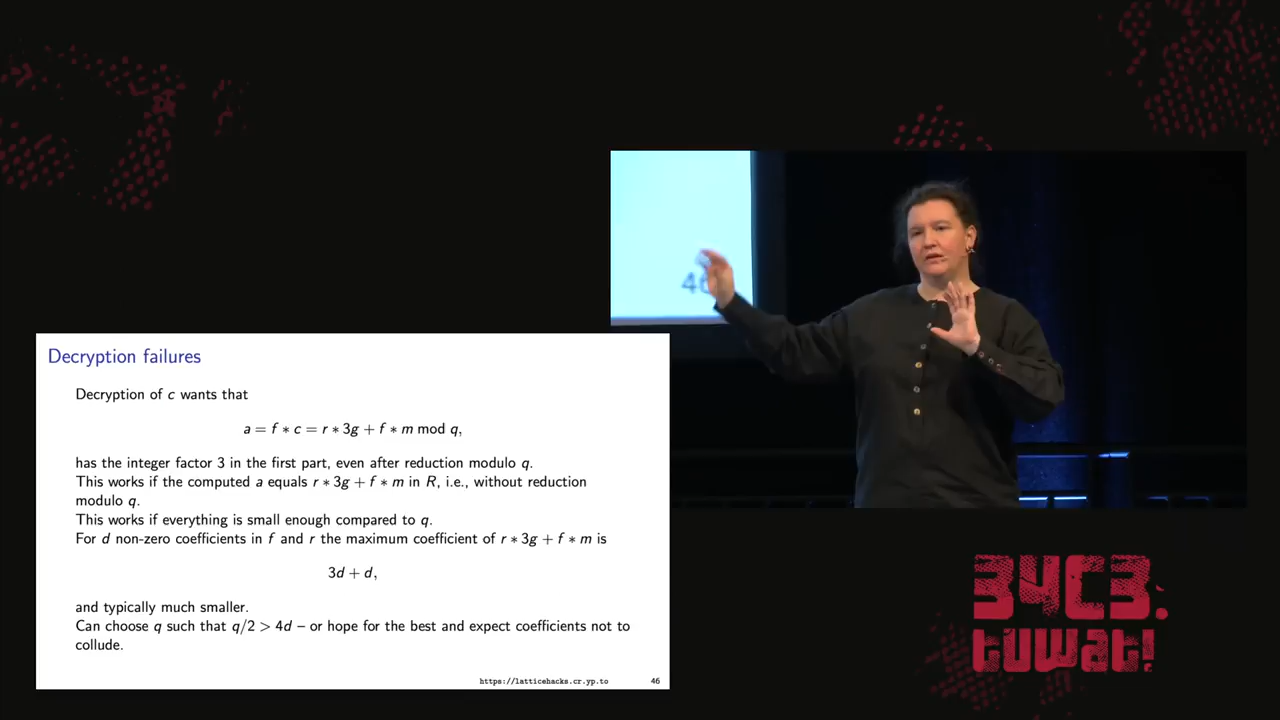 Decryption failures
Decryption of c wants that
a = f ∗ c = r ∗ 3g + f ∗ m mod q,
has the integer factor 3 in the first part, even after reduction modulo q.
This works if the computed a equals r ∗ 3g + f ∗ m in R, i.e., without reduction
modulo q.
This works if everything is small enough compared to q.
For d non-zero coefficients in f and r the maximum coefficient of r ∗ 3g + f ∗ m is
3d + d,
and typically much smaller.
Can choose q such that q/2 > 4d – or hope for the best and expect coefficients not to
collude.
https://latticehacks.cr.yp.to 46
34C3.
tuwat!